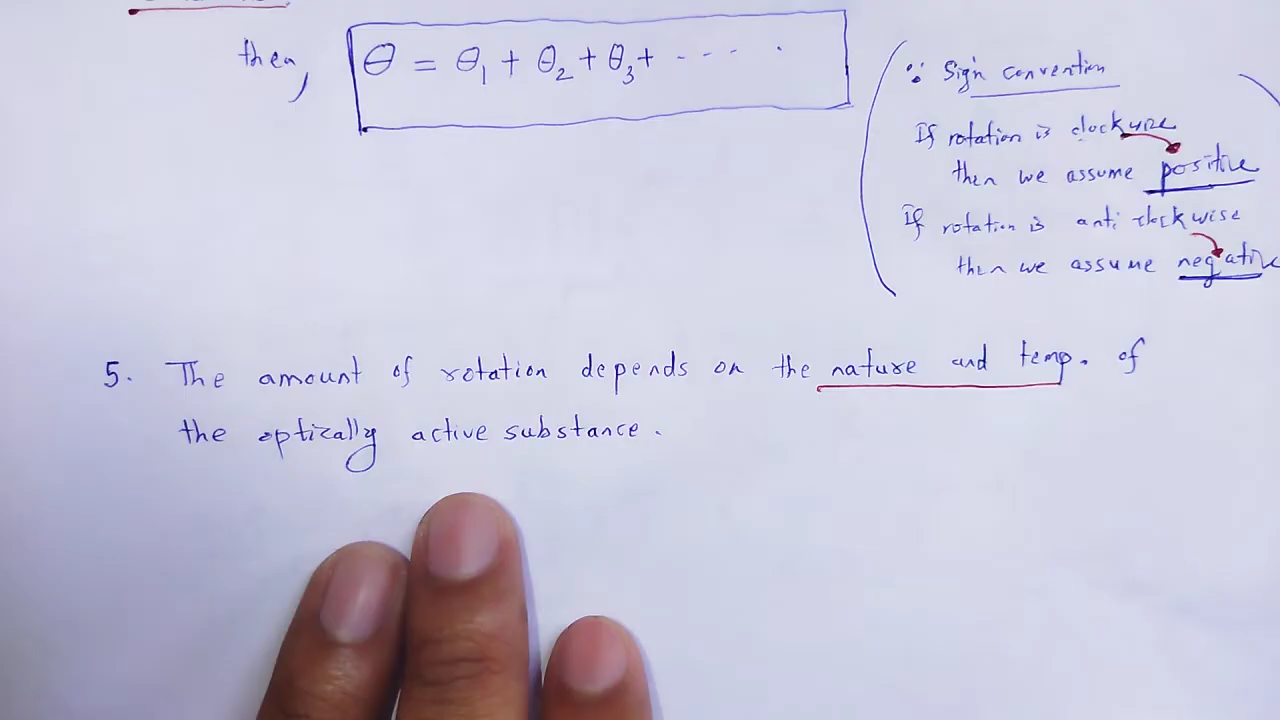 then, θ = θ₁ + θ₂ + θ₃ + - - - - .
∵ Sign convention
If rotation is clockwise
then we assume positive
If rotation is anti clockwise
then we assume negative
5. The amount of rotation depends on the nature and temp. of
the optically active substance.